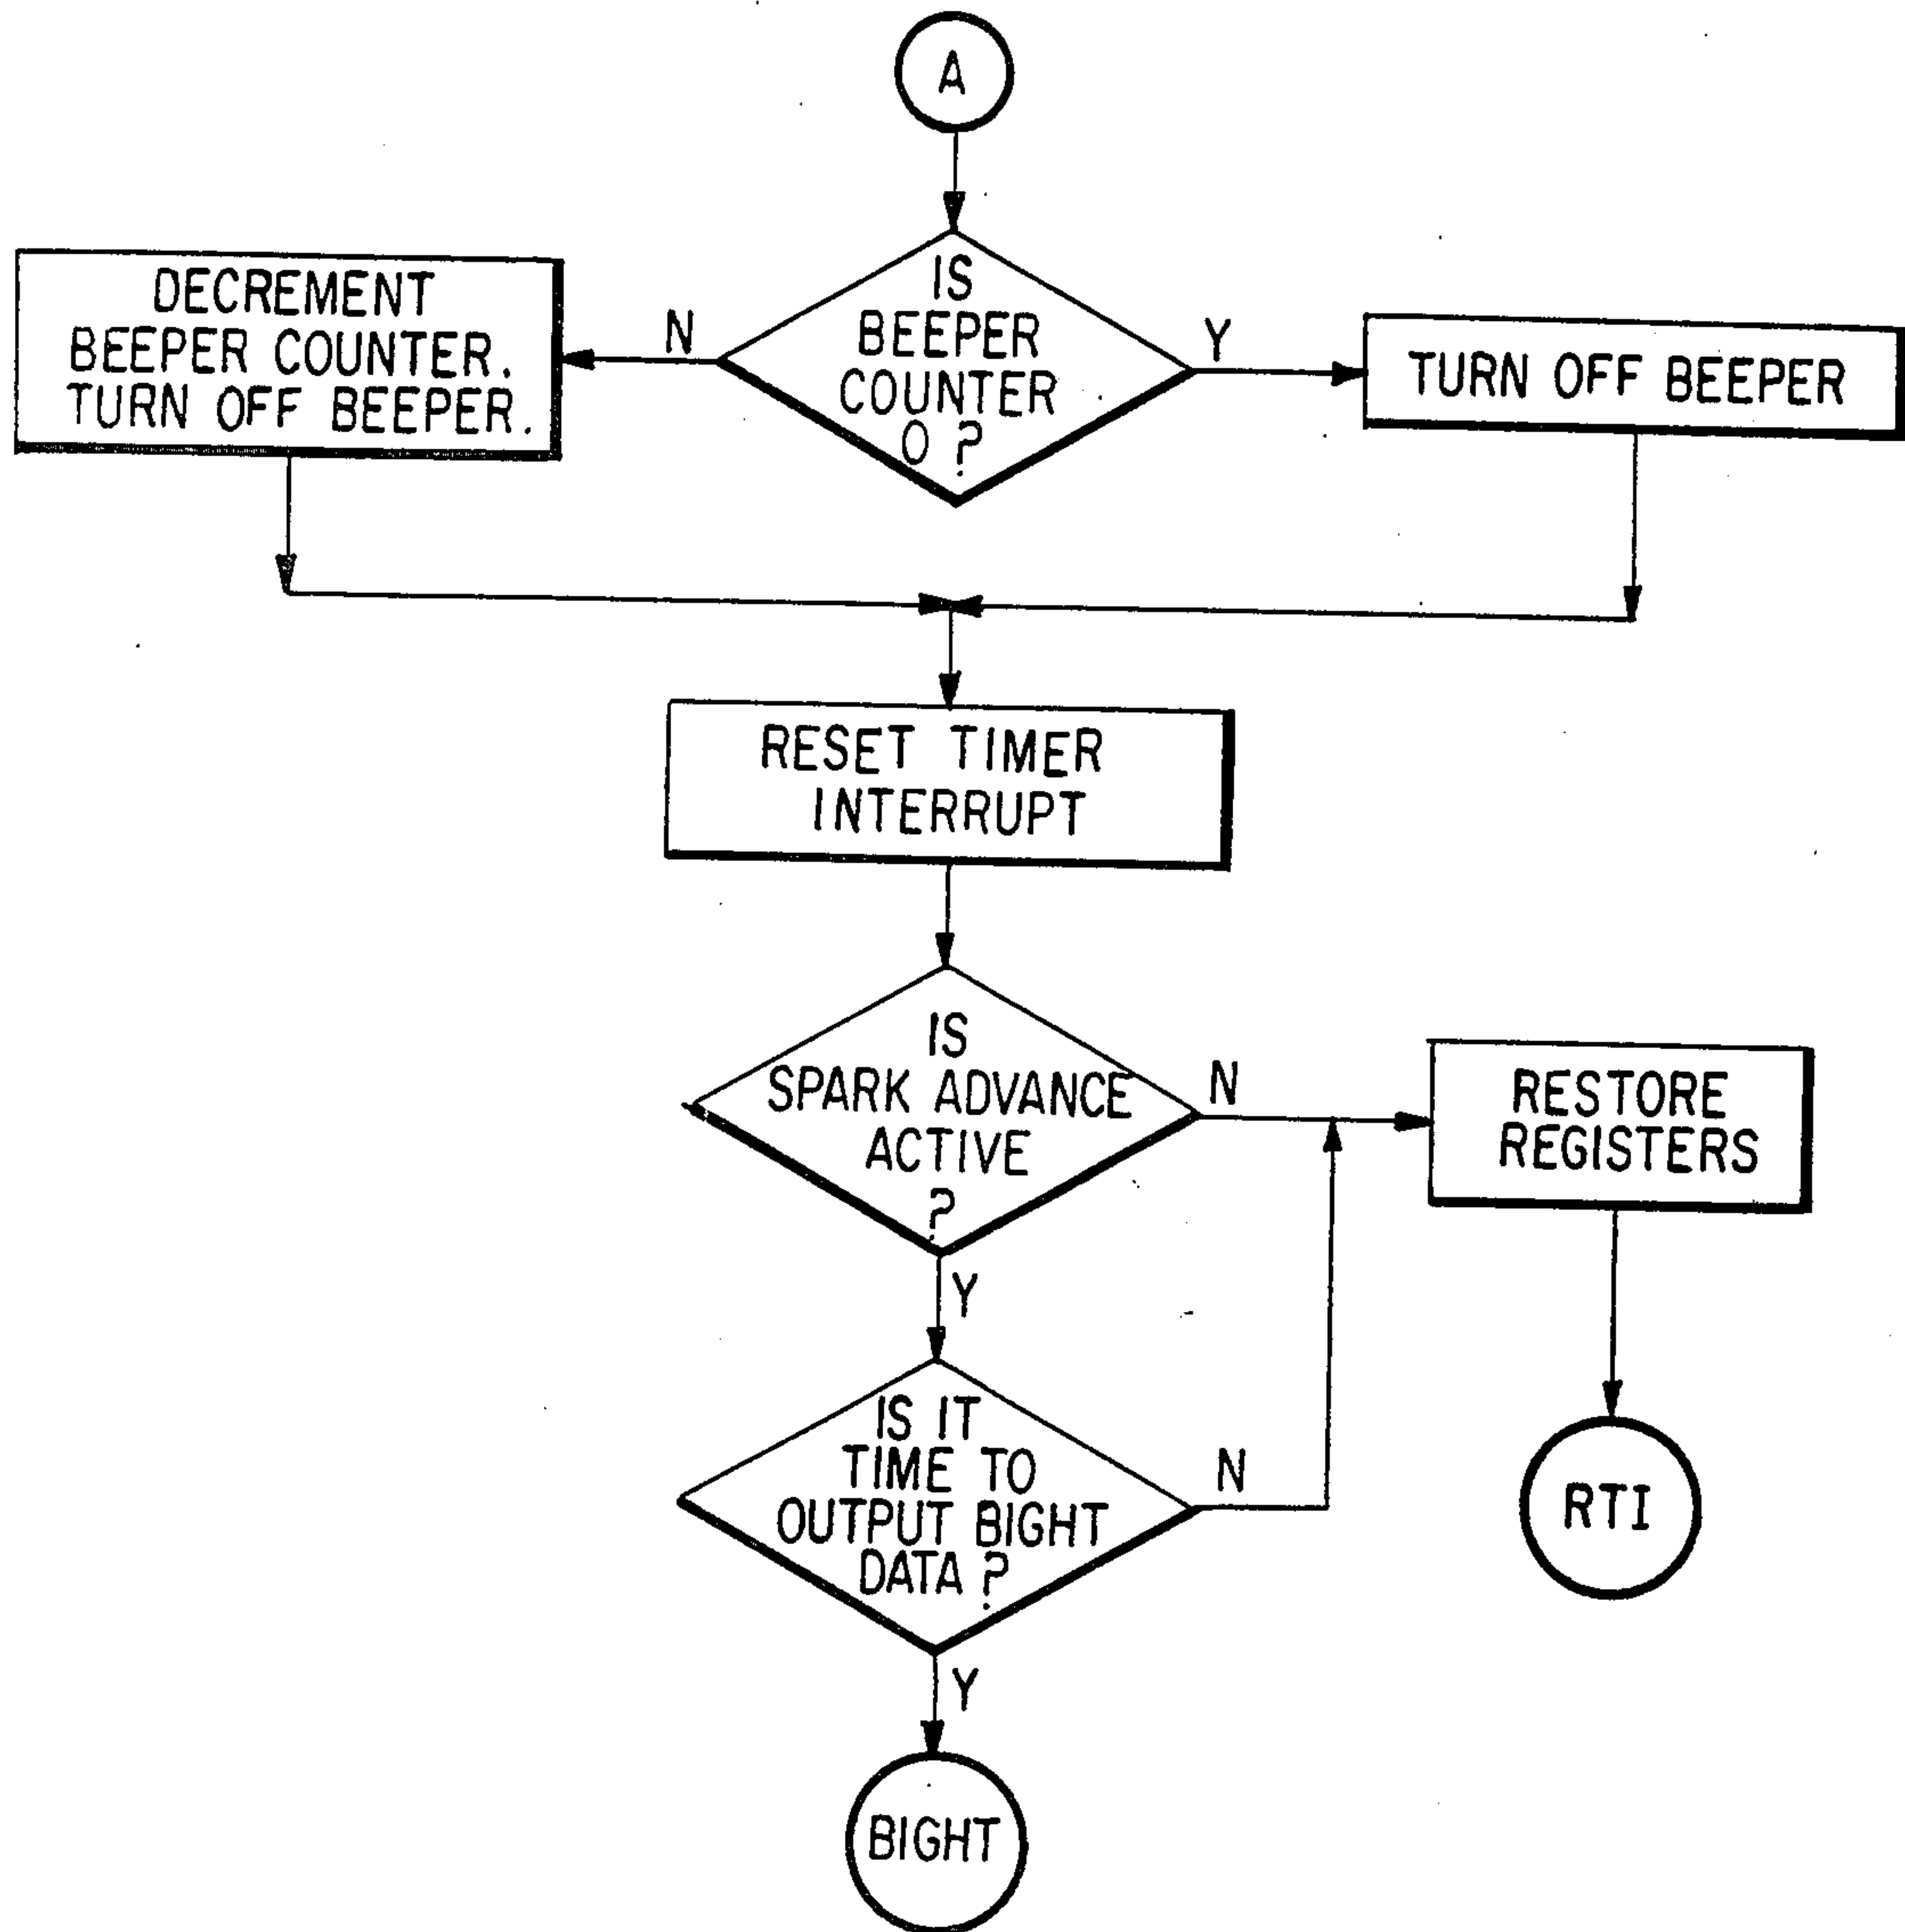 A
IS
BEEPER
COUNTER
0 ?
N
Y
DECREMENT
BEEPER COUNTER.
TURN OFF BEEPER.
TURN OFF BEEPER
RESET TIMER
INTERRUPT
IS
SPARK ADVANCE
ACTIVE
?
N
Y
RESTORE
REGISTERS
IS IT
TIME TO
OUTPUT BIGHT
DATA ?
N
Y
RTI
BIGHT